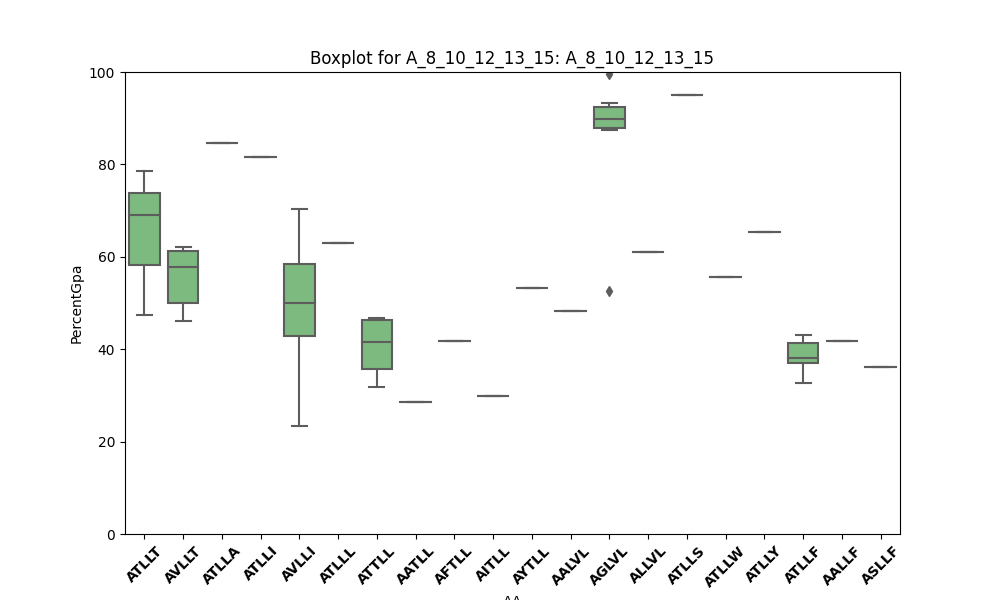 Boxplot for A_8_10_12_13_15: A_8_10_12_13_15
PercentGpa
100
80
60
40
20
0
ATLLT
AVLLT
ATLLA
ATLLI
AVLLI
ATLLL
ATTLL
AATLL
AFTLL
AITLL
AYTLL
AALVL
AGLVL
ALLVL
ATLLS
ATLLW
ATLLY
ATLLF
AALLF
ASLLF
AA